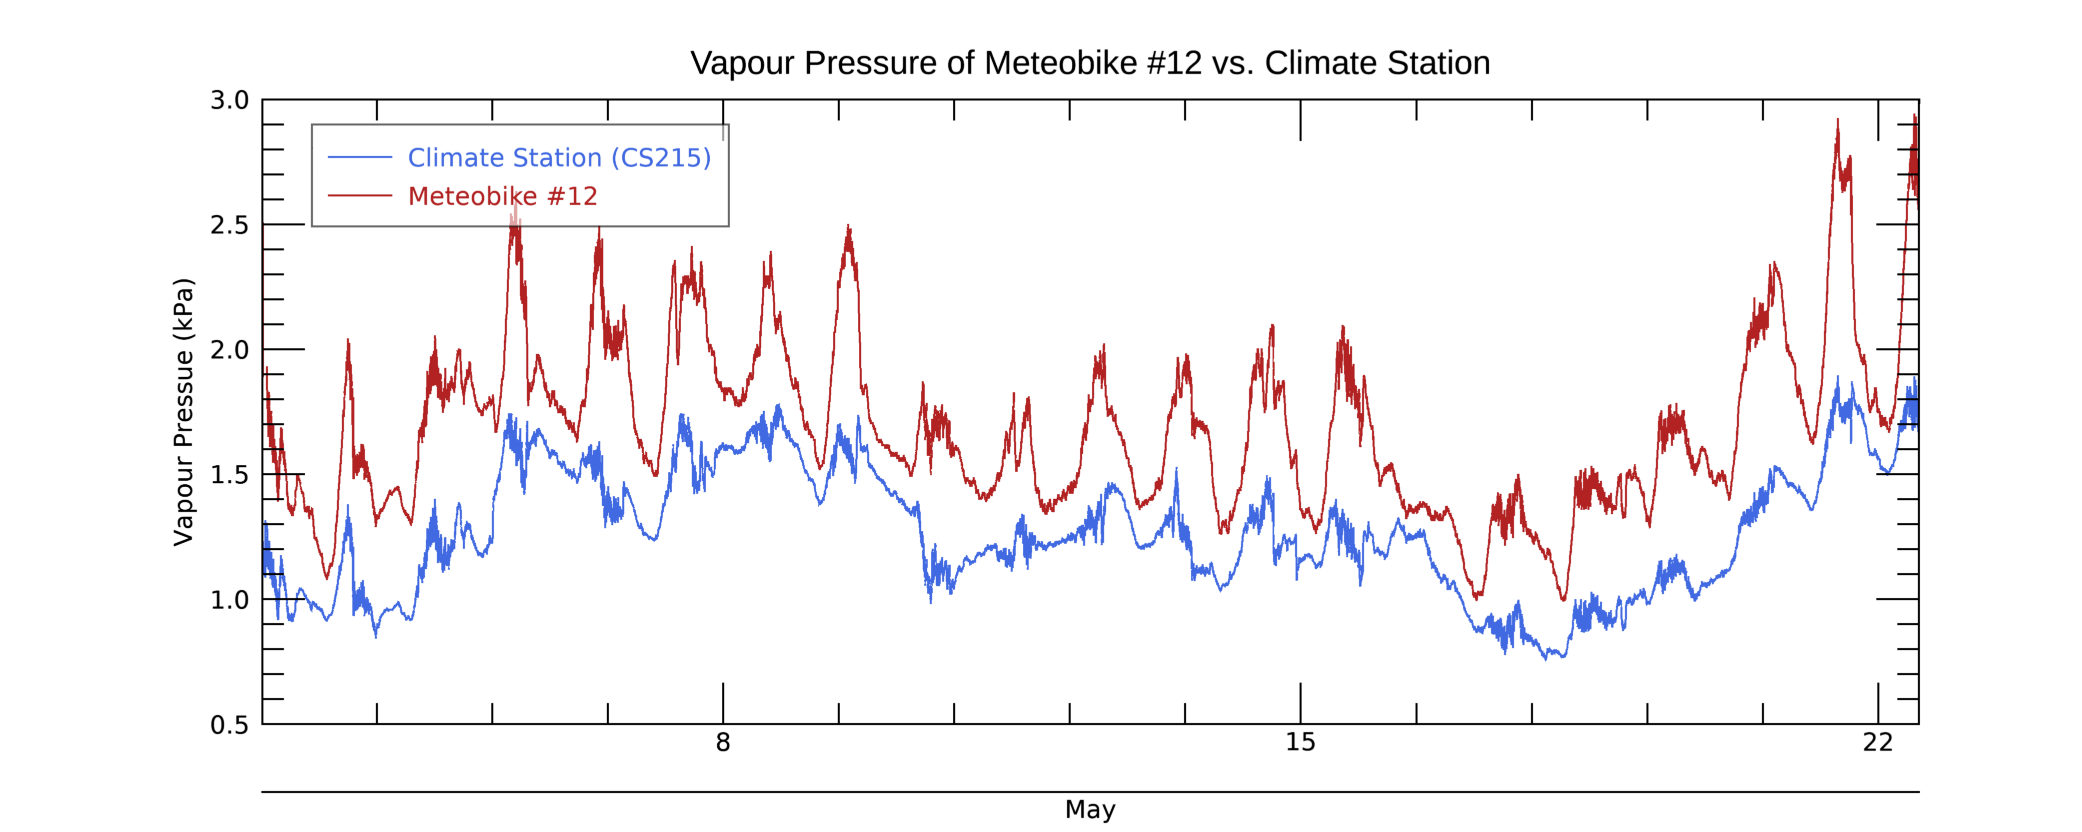 Vapour Pressure of Meteobike #12 vs. Climate Station
3.0
2.5
2.0
1.5
1.0
0.5
Vapour Pressue (kPa)
Climate Station (CS215)
Meteobike #12
8
15
22
May